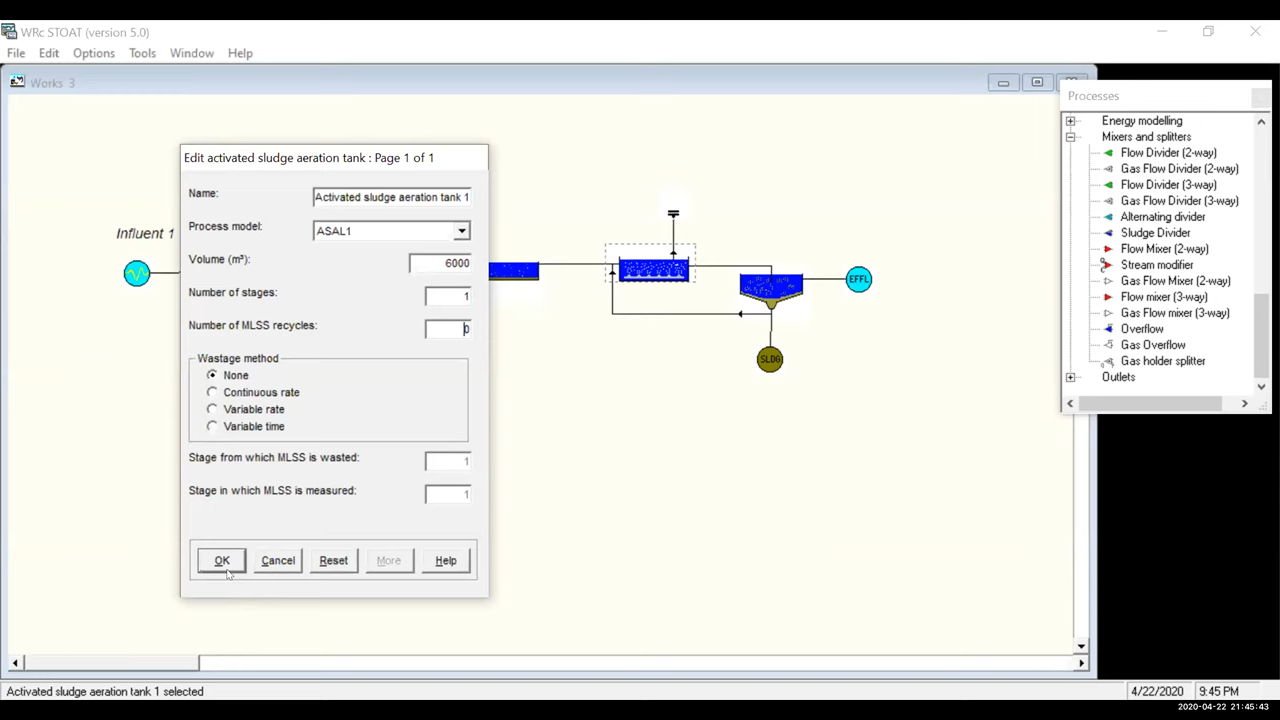 WRc STOAT (version 5.0)
File Edit Options Tools Window Help
Works 3
Processes
Energy modelling
Mixers and splitters
Flow Divider (2-way)
Gas Flow Divider (2-way)
Flow Divider (3-way)
Gas Flow Divider (3-way)
Alternating divider
Sludge Divider
Flow Mixer (2-way)
Stream modifier
Gas Flow Mixer (2-way)
Flow mixer (3-way)
Gas Flow mixer (3-way)
Overflow
Gas Overflow
Gas holder splitter
Outlets
Edit activated sludge aeration tank : Page 1 of 1
Name: Activated sludge aeration tank 1
Process model: ASAL1
Volume (m³): 6000
Number of stages: 1
Number of MLSS recycles: 0
Wastage method
None
Continuous rate
Variable rate
Variable time
Stage from which MLSS is wasted: 1
Stage in which MLSS is measured: 1
OK Cancel Reset More Help
Influent 1
EFFL
SLDG
Activated sludge aeration tank 1 selected
4/22/2020 9:45 PM
2020-04-22 21:45:43